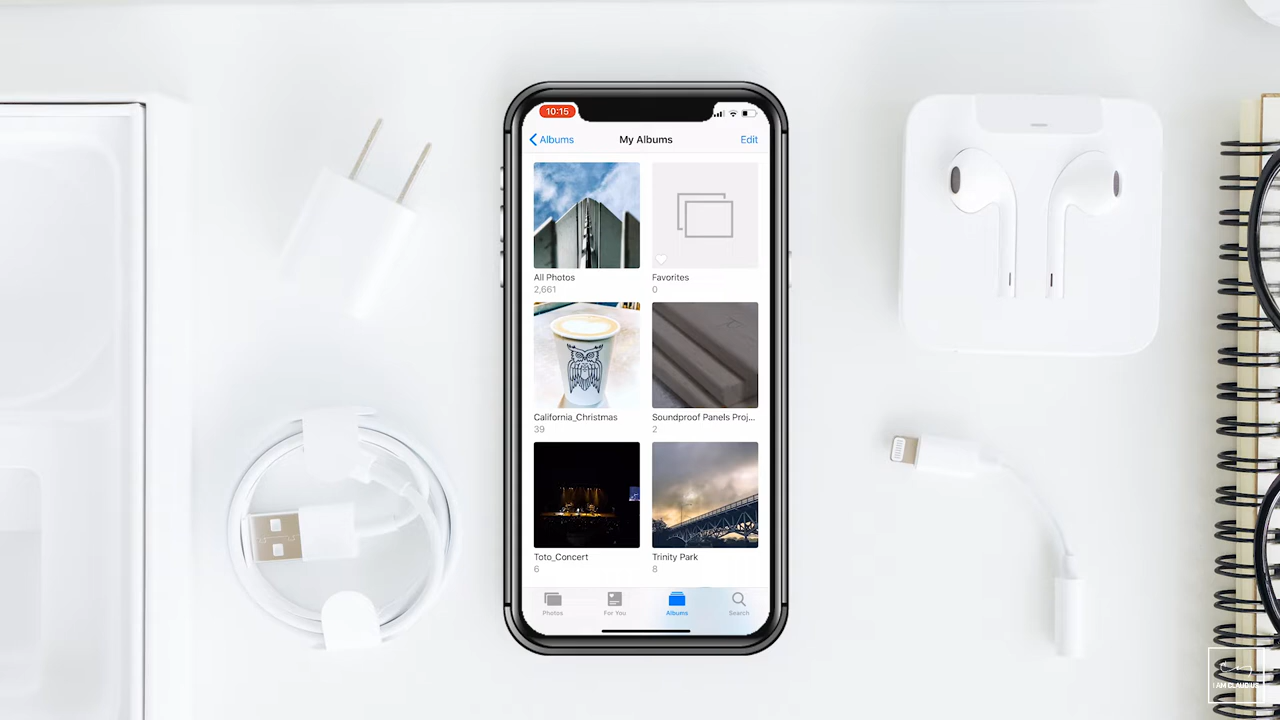 10:15
Albums
My Albums
Edit
All Photos
2,661
Favorites
0
California_Christmas
39
Soundproof Panels Proj...
2
Toto_Concert
6
Trinity Park
8
Photos
For You
Albums
Search
I AM CLAUDIUZ